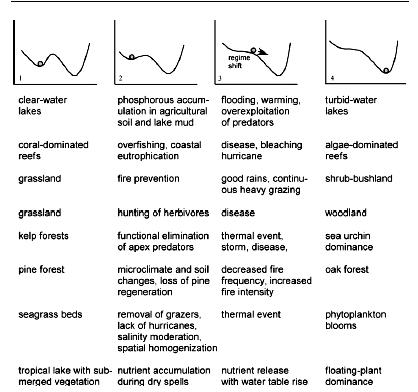 1
2
regime
shift
3
4
clear-water
lakes
phosphorous accum-
ulation in agricultural
soil and lake mud
flooding, warming,
overexploitation
of predators
turbid-water
lakes
coral-dominated
reefs
overfishing, coastal
eutrophication
disease, bleaching
hurricane
algae-dominated
reefs
grassland
fire prevention
good rains, continu-
ous heavy grazing
shrub-bushland
grassland
hunting of herbivores
disease
woodland
kelp forests
functional elimination
of apex predators
thermal event,
storm, disease,
sea urchin
dominance
pine forest
microclimate and soil
changes, loss of pine
regeneration
decreased fire
frequency, increased
fire intensity
oak forest
seagrass beds
removal of grazers,
lack of hurricanes,
salinity moderation,
spatial homogenization
thermal event
phytoplankton
blooms
tropical lake with sub-
merged vegetation
nutrient accumulation
during dry spells
nutrient release
with water table rise
floating-plant
dominance